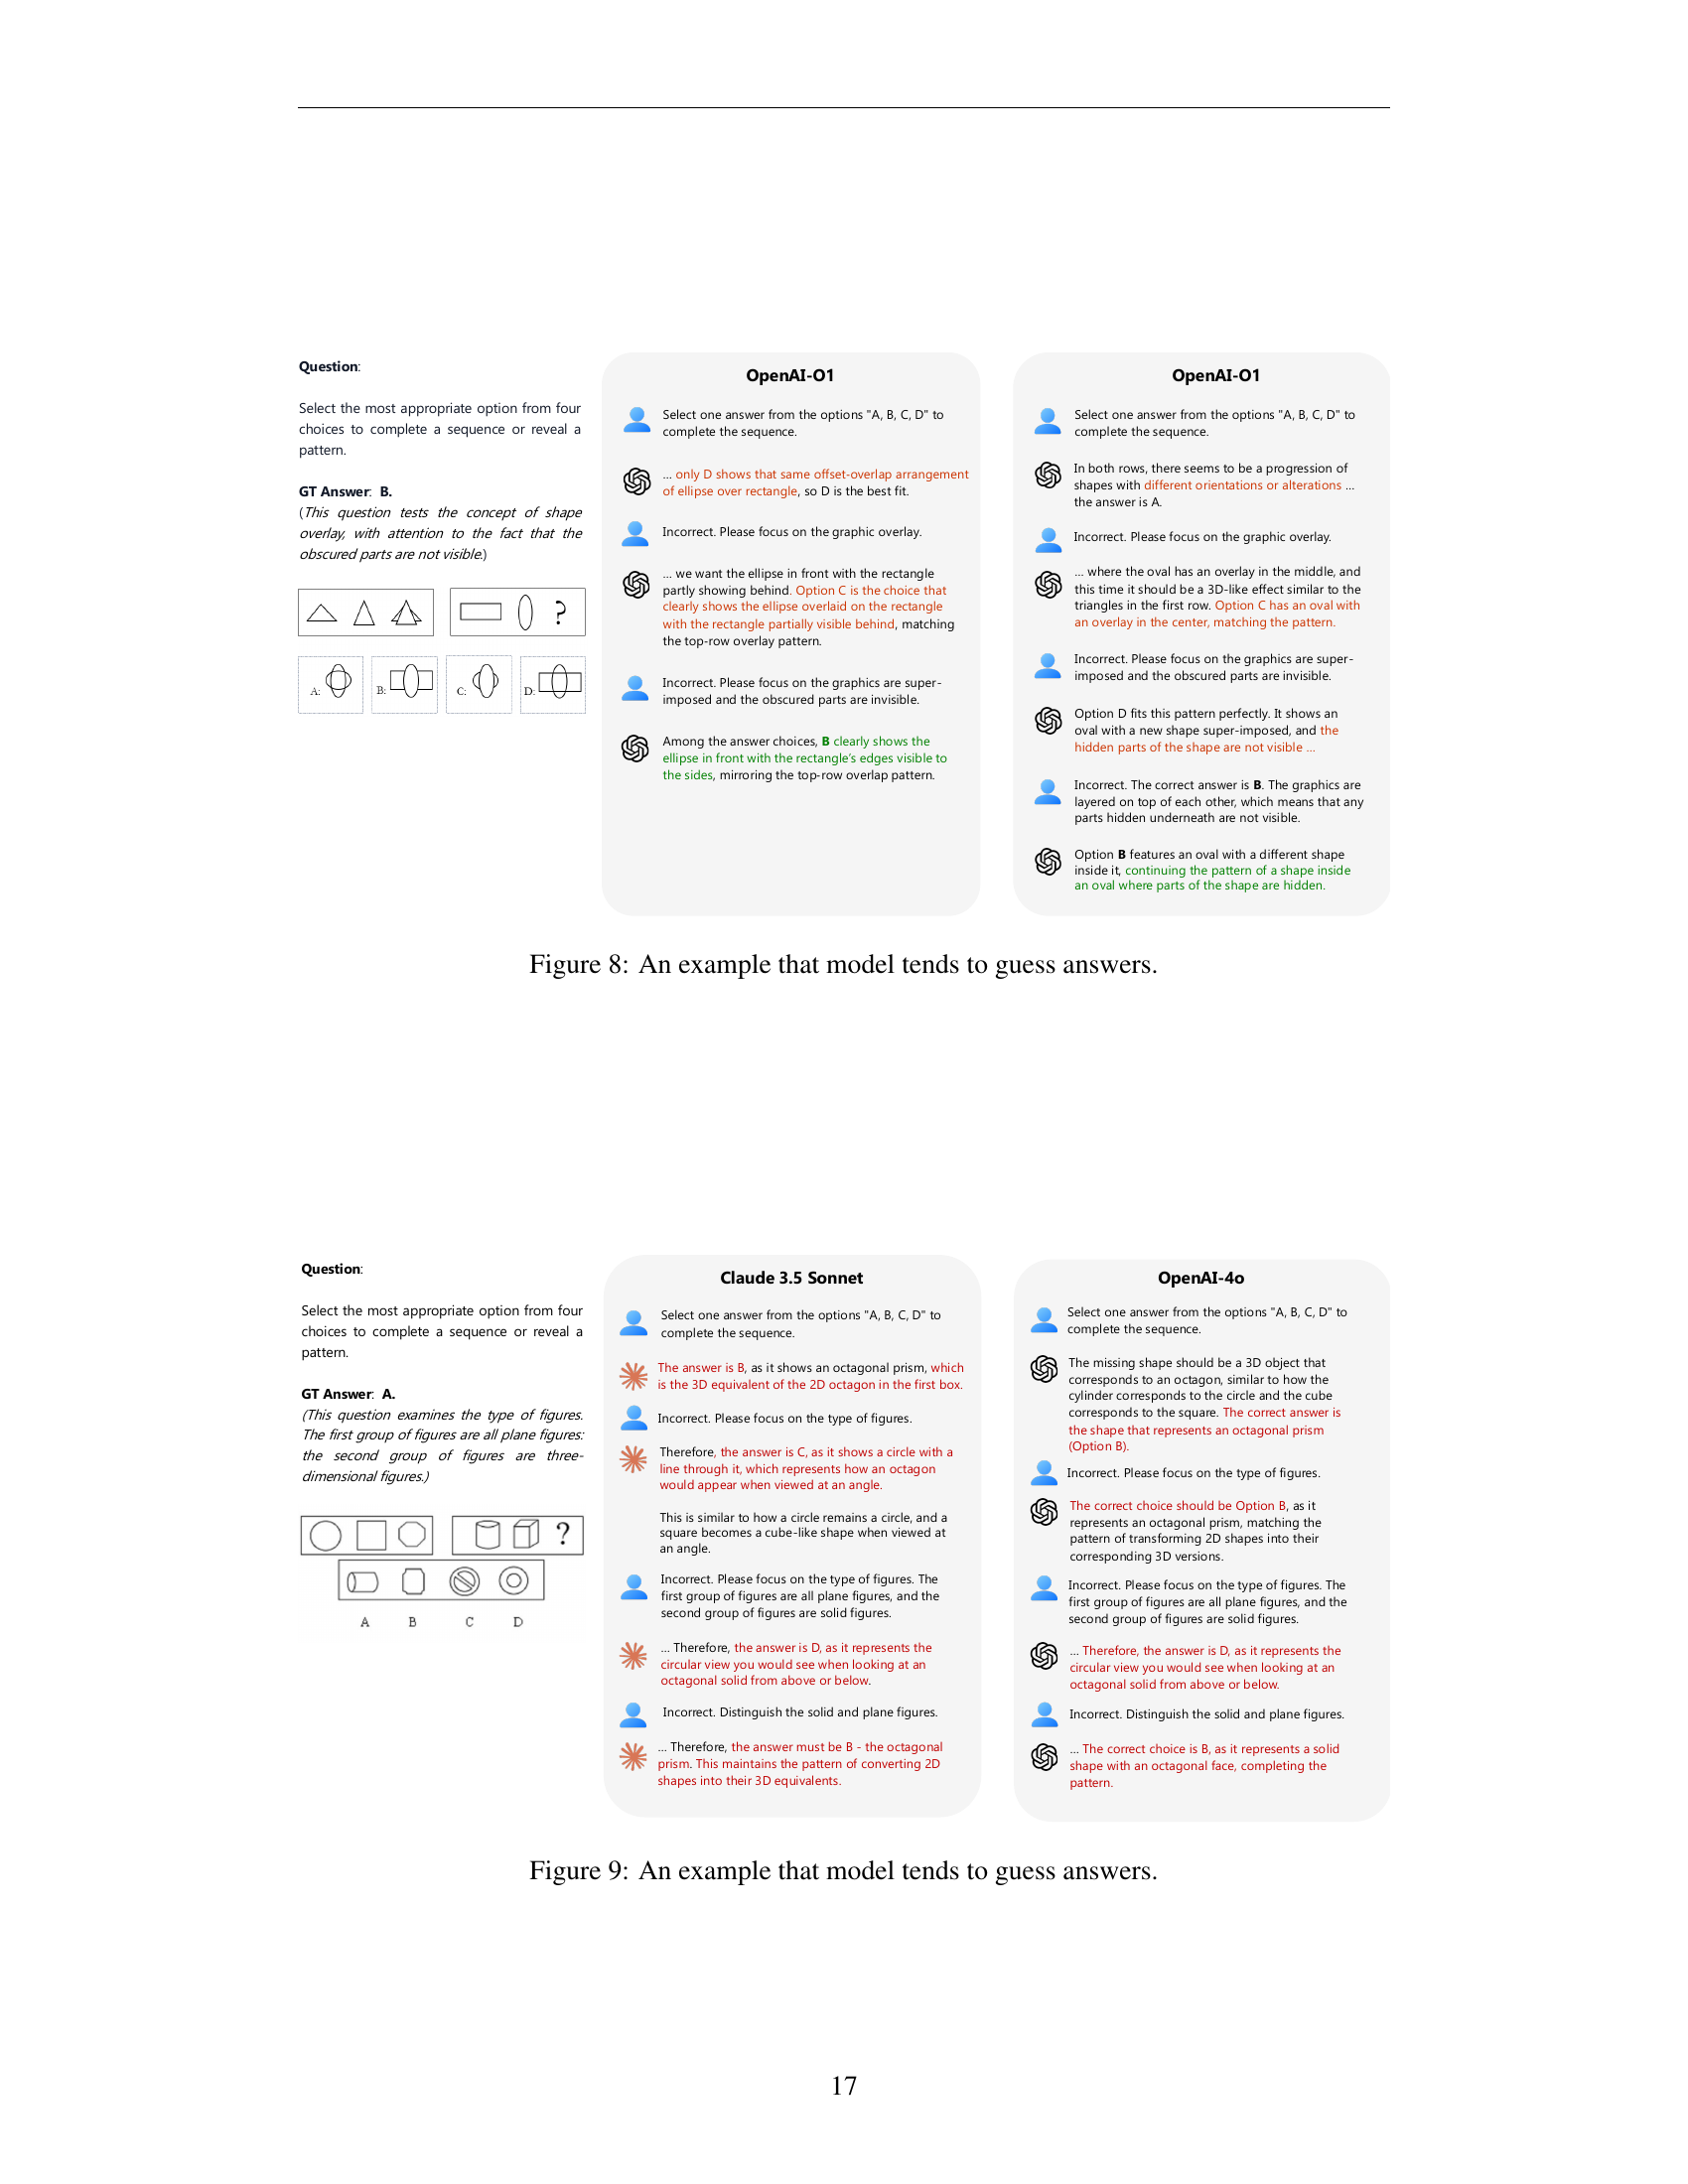 Question:
Select the most appropriate option from four
choices to complete a sequence or reveal a
pattern.
GT Answer: B.
(This question tests the concept of shape
overlay, with attention to the fact that the
obscured parts are not visible.)
?
A:
B:
C:
D:
OpenAI-O1
Select one answer from the options "A, B, C, D" to
complete the sequence.
... only D shows that same offset-overlap arrangement
of ellipse over rectangle, so D is the best fit.
Incorrect. Please focus on the graphic overlay.
... we want the ellipse in front with the rectangle
partly showing behind. Option C is the choice that
clearly shows the ellipse overlaid on the rectangle
with the rectangle partially visible behind, matching
the top-row overlay pattern.
Incorrect. Please focus on the graphics are super-
imposed and the obscured parts are invisible.
Among the answer choices, B clearly shows the
ellipse in front with the rectangle's edges visible to
the sides, mirroring the top-row overlap pattern.
OpenAI-O1
Select one answer from the options "A, B, C, D" to
complete the sequence.
In both rows, there seems to be a progression of
shapes with different orientations or alterations ...
the answer is A.
Incorrect. Please focus on the graphic overlay.
... where the oval has an overlay in the middle, and
this time it should be a 3D-like effect similar to the
triangles in the first row. Option C has an oval with
an overlay in the center, matching the pattern.
Incorrect. Please focus on the graphics are super-
imposed and the obscured parts are invisible.
Option D fits this pattern perfectly. It shows an
oval with a new shape super-imposed, and the
hidden parts of the shape are not visible ...
Incorrect. The correct answer is B. The graphics are
layered on top of each other, which means that any
parts hidden underneath are not visible.
Option B features an oval with a different shape
inside it, continuing the pattern of a shape inside
an oval where parts of the shape are hidden.
Figure 8: An example that model tends to guess answers.
Question:
Select the most appropriate option from four
choices to complete a sequence or reveal a
pattern.
GT Answer: A.
(This question examines the type of figures.
The first group of figures are all plane figures:
the second group of figures are three-
dimensional figures.)
?
A B C D
Claude 3.5 Sonnet
Select one answer from the options "A, B, C, D" to
complete the sequence.
The answer is B, as it shows an octagonal prism, which
is the 3D equivalent of the 2D octagon in the first box.
Incorrect. Please focus on the type of figures.
Therefore, the answer is C, as it shows a circle with a
line through it, which represents how an octagon
would appear when viewed at an angle.
This is similar to how a circle remains a circle, and a
square becomes a cube-like shape when viewed at
an angle.
Incorrect. Please focus on the type of figures. The
first group of figures are all plane figures, and the
second group of figures are solid figures.
... Therefore, the answer is D, as it represents the
circular view you would see when looking at an
octagonal solid from above or below.
Incorrect. Distinguish the solid and plane figures.
... Therefore, the answer must be B - the octagonal
prism. This maintains the pattern of converting 2D
shapes into their 3D equivalents.
OpenAI-4o
Select one answer from the options "A, B, C, D" to
complete the sequence.
The missing shape should be a 3D object that
corresponds to an octagon, similar to how the
cylinder corresponds to the circle and the cube
corresponds to the square. The correct answer is
the shape that represents an octagonal prism
(Option B).
Incorrect. Please focus on the type of figures.
The correct choice should be Option B, as it
represents an octagonal prism, matching the
pattern of transforming 2D shapes into their
corresponding 3D versions.
Incorrect. Please focus on the type of figures. The
first group of figures are all plane figures, and the
second group of figures are solid figures.
... Therefore, the answer is D, as it represents the
circular view you would see when looking at an
octagonal solid from above or below.
Incorrect. Distinguish the solid and plane figures.
... The correct choice is B, as it represents a solid
shape with an octagonal face, completing the
pattern.
Figure 9: An example that model tends to guess answers.
17